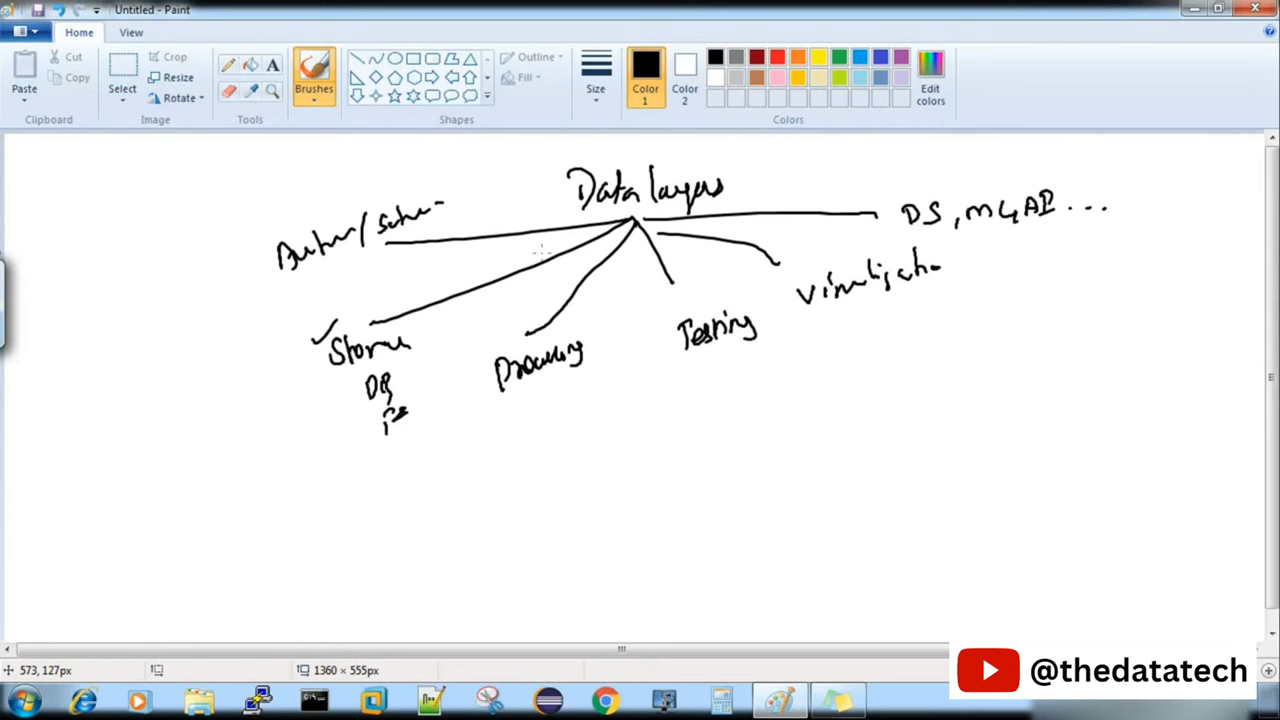 Untitled - Paint
Home
View
Paste
Cut
Copy
Clipboard
Select
Crop
Resize
Rotate
Image
Tools
Brushes
Shapes
Outline
Fill
Size
Color 1
Color 2
Edit colors
Colors
Data layers
DS, ML, AI ...
Visualisation
Storage
DB
FS
Processing
Testing
573, 127px
1360 × 555px
@thedatatech